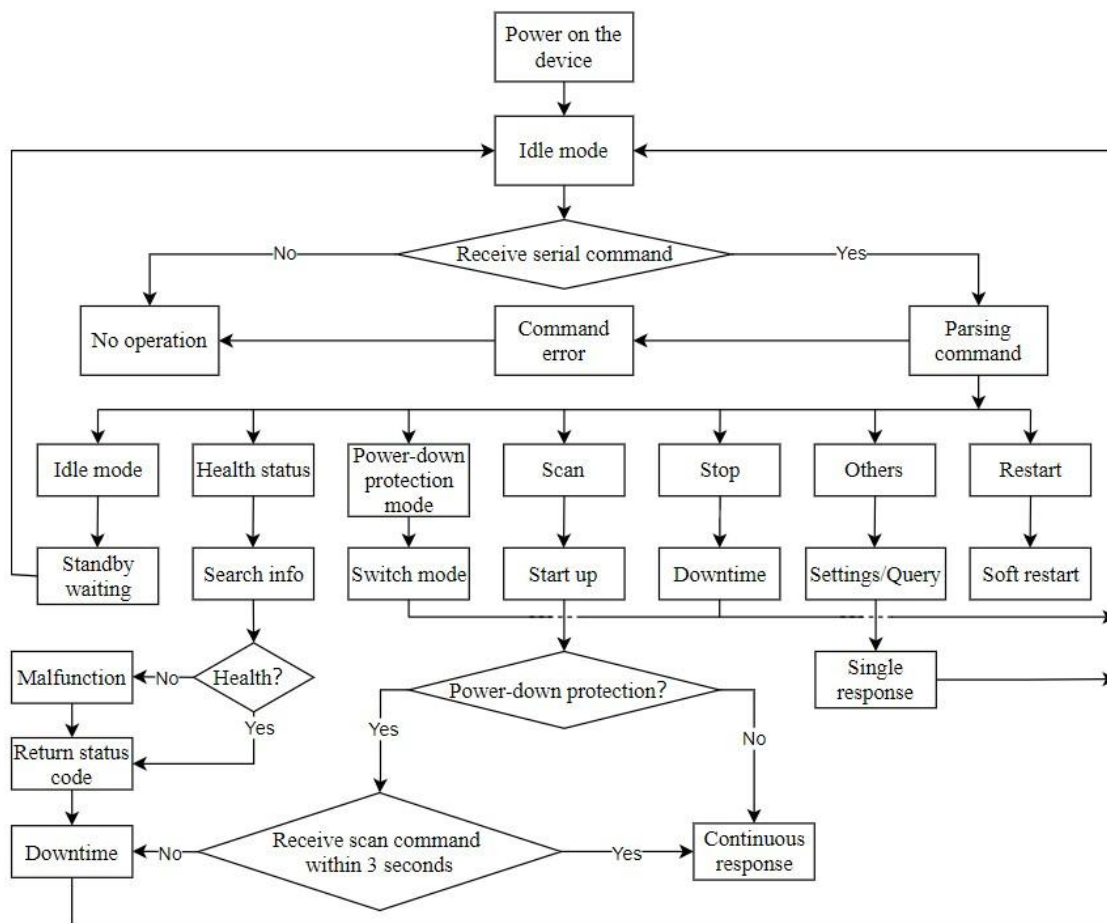 Power on the
device
Idle mode
Receive serial command
No
Yes
No operation
Command
error
Parsing
command
Idle mode
Health status
Power-down
protection
mode
Scan
Stop
Others
Restart
Standby
waiting
Search info
Switch mode
Start up
Downtime
Settings/Query
Soft restart
Malfunction
No
Health?
Power-down protection?
Single
response
Yes
Yes
No
Return status
code
Downtime
No
Receive scan command
within 3 seconds
Yes
Continuous
response